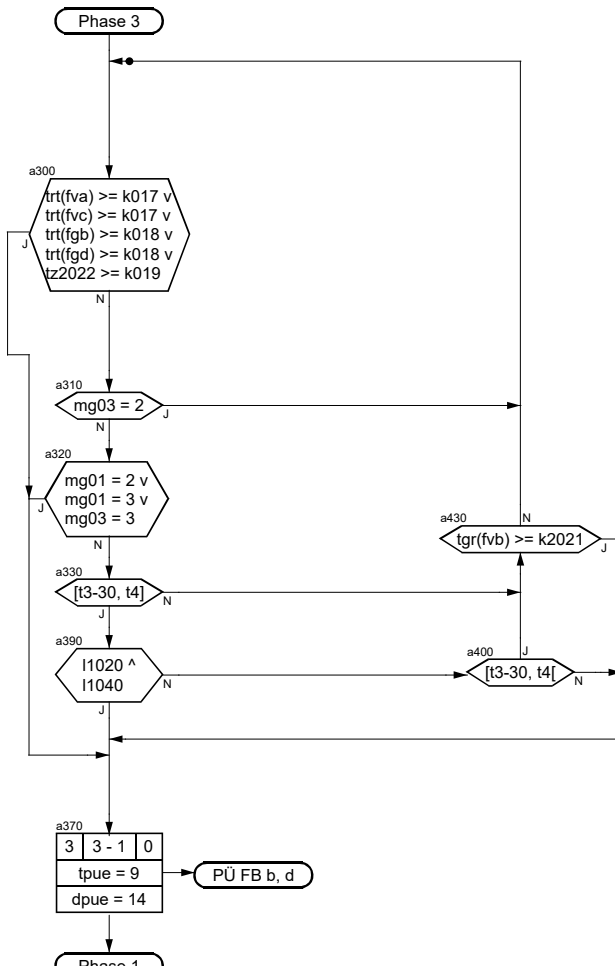 Phase 3
a300
trt(fva) >= k017 v
trt(fvc) >= k017 v
trt(fgb) >= k018 v
trt(fgd) >= k018 v
tz2022 >= k019
J
N
a310
mg03 = 2
J
N
a320
mg01 = 2 v
mg01 = 3 v
mg03 = 3
J
N
a430
tgr(fvb) >= k2021
N
J
a330
[t3-30, t4]
N
J
a390
l1020 ^
l1040
N
J
a400
[t3-30, t4[
J
N
a370
3 3 - 1 0
tpue = 9
dpue = 14
PÜ FB b, d
Phase 1